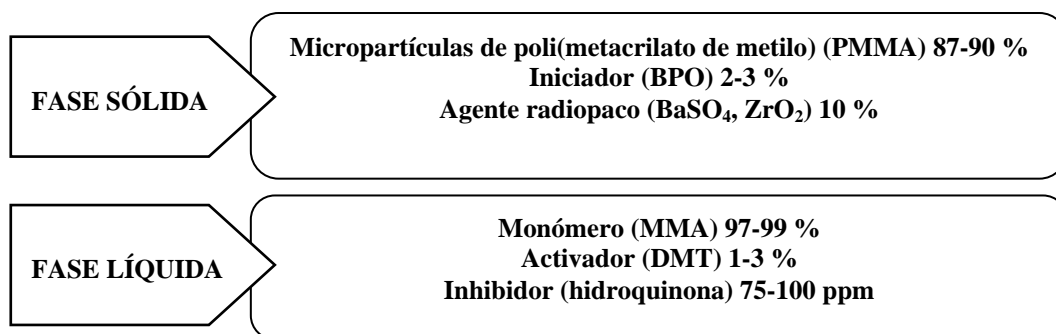 FASE SÓLIDA
Micropartículas de poli(metacrilato de metilo) (PMMA) 87-90 %
Iniciador (BPO) 2-3 %
Agente radiopaco (BaSO₄, ZrO₂) 10 %
FASE LÍQUIDA
Monómero (MMA) 97-99 %
Activador (DMT) 1-3 %
Inhibidor (hidroquinona) 75-100 ppm